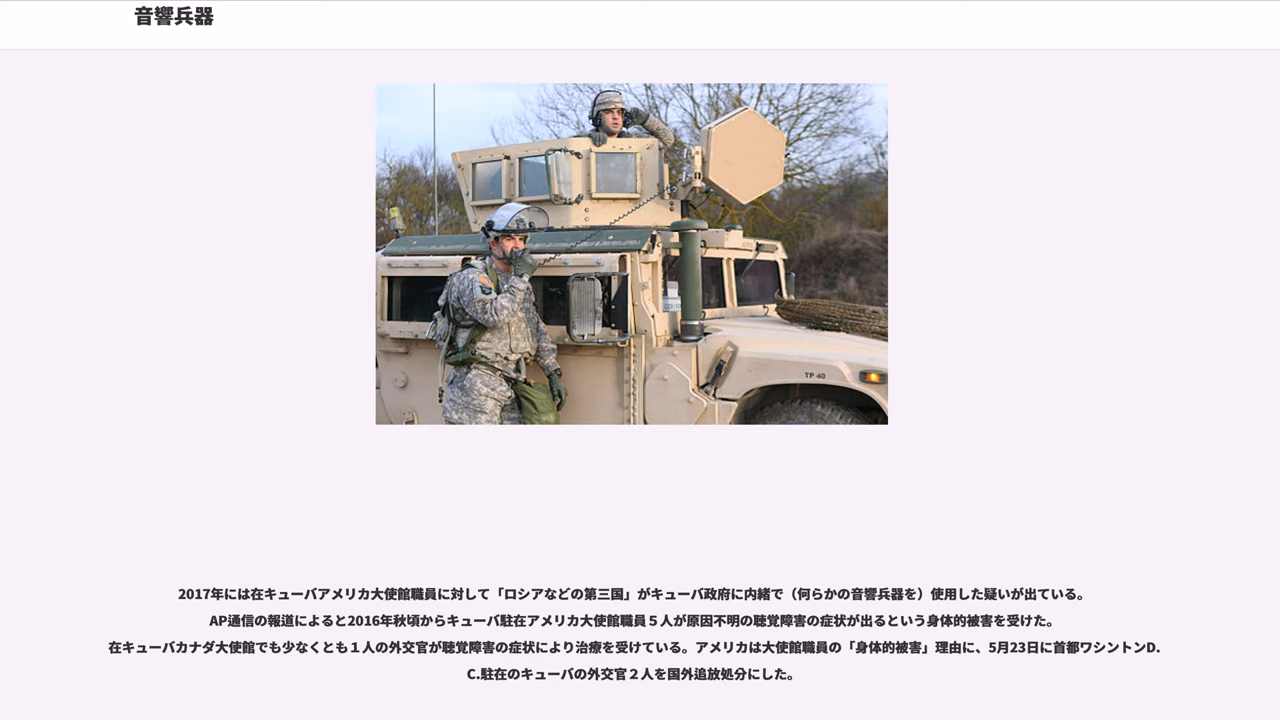 音響兵器
TP 40
2017年には在キューバアメリカ大使館職員に対して「ロシアなどの第三国」がキューバ政府に内緒で（何らかの音響兵器を）使用した疑いが出ている。
AP通信の報道によると2016年秋頃からキューバ駐在アメリカ大使館職員５人が原因不明の聴覚障害の症状が出るという身体的被害を受けた。
在キューバカナダ大使館でも少なくとも１人の外交官が聴覚障害の症状により治療を受けている。アメリカは大使館職員の「身体的被害」理由に、5月23日に首都ワシントンD.
C.駐在のキューバの外交官２人を国外追放処分にした。